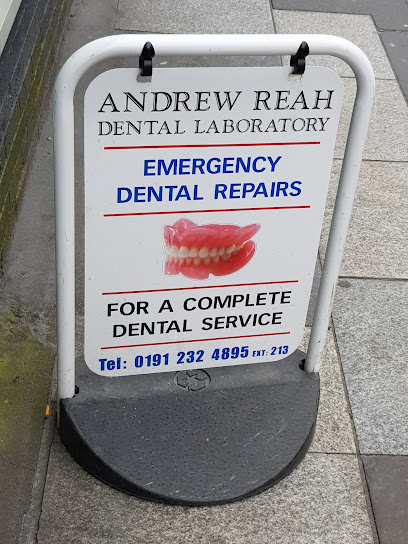 ANDREW REAH
DENTAL LABORATORY
EMERGENCY
DENTAL REPAIRS
FOR A COMPLETE
DENTAL SERVICE
Tel: 0191 232 4895 EXT: 213